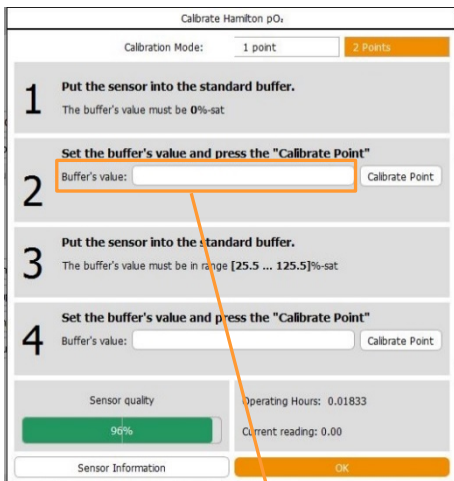 Calibrate Hamilton pO₂
Calibration Mode: 1 point 2 Points
1 Put the sensor into the standard buffer.
The buffer's value must be 0%-sat
2 Set the buffer's value and press the "Calibrate Point"
Buffer's value: Calibrate Point
3 Put the sensor into the standard buffer.
The buffer's value must be in range [25.5 ... 125.5]%-sat
4 Set the buffer's value and press the "Calibrate Point"
Buffer's value: Calibrate Point
Sensor quality Operating Hours: 0.01833
96% Current reading: 0.00
Sensor Information OK